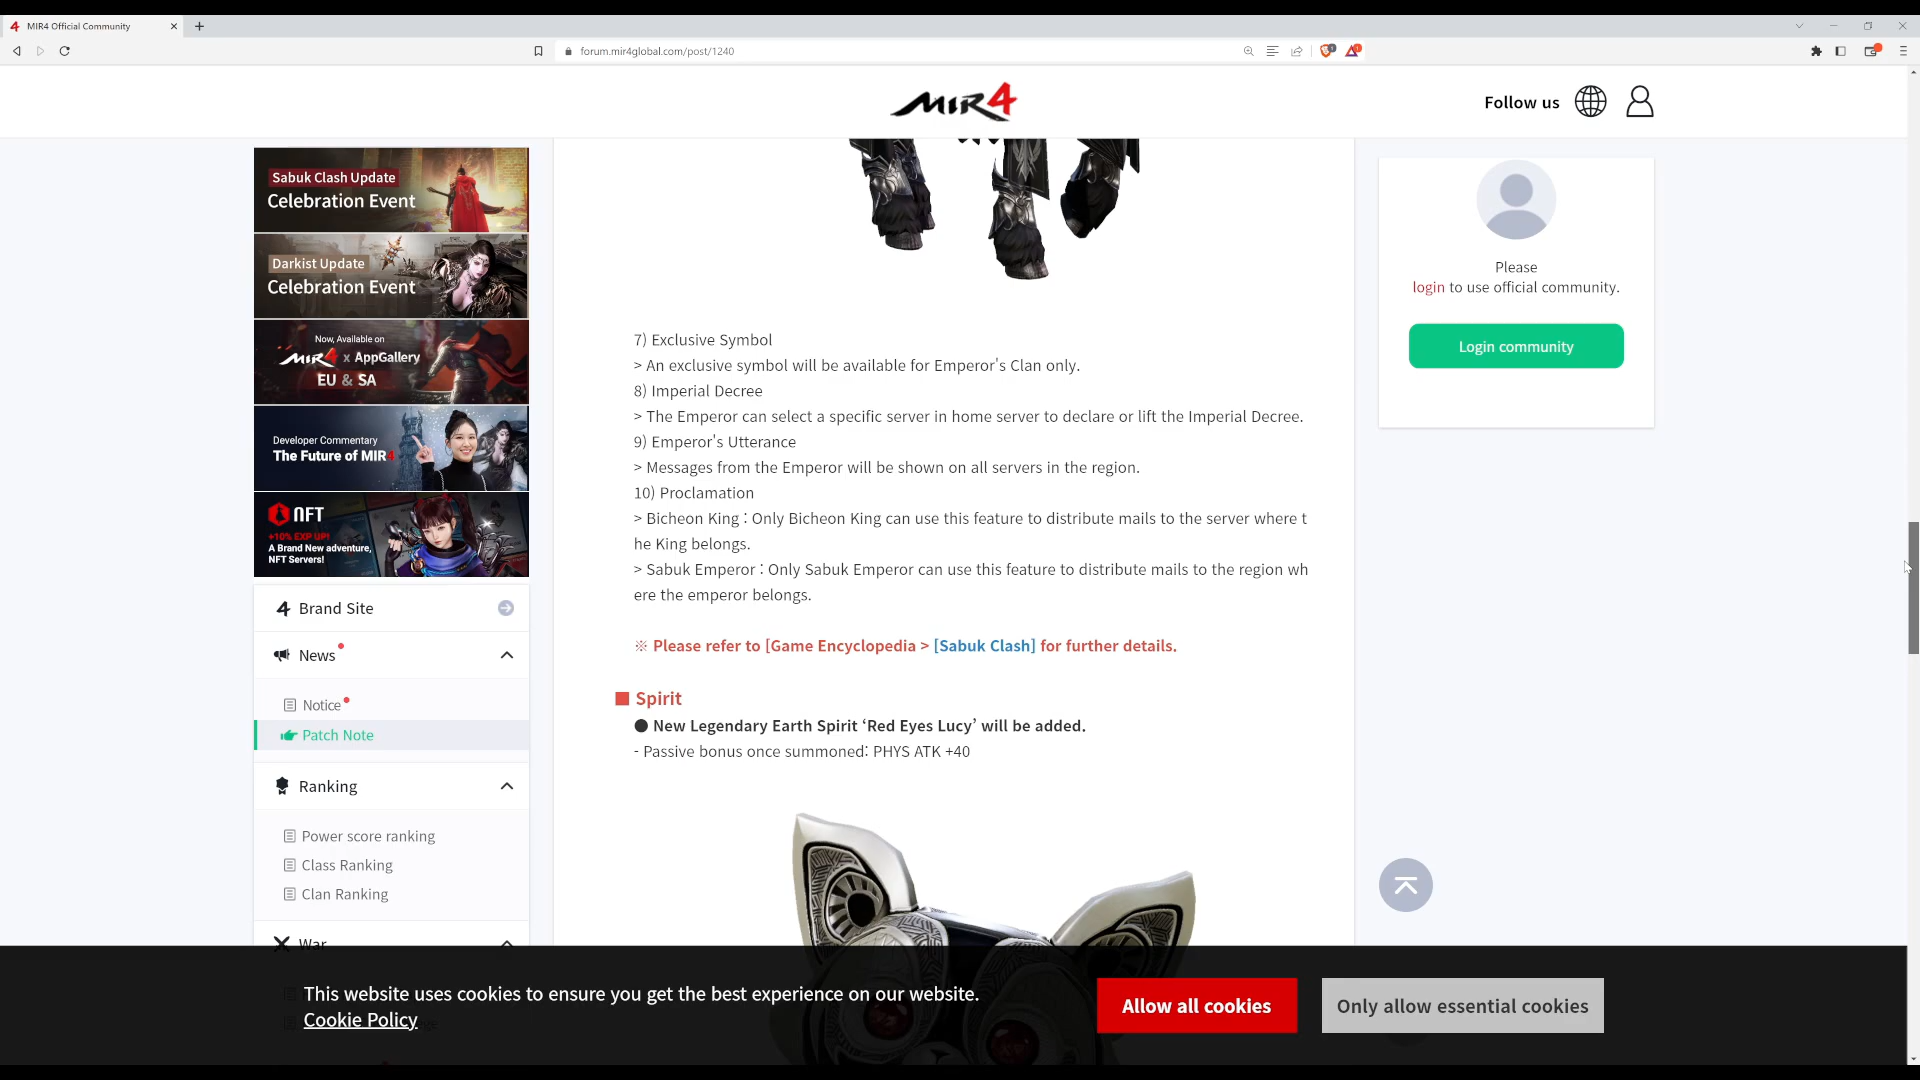 MIR4 Official Community
forum.mir4global.com/post/1240
MIR4
Follow us
Sabuk Clash Update
Celebration Event
Darkist Update
Celebration Event
Now, Available on
MIR4 x AppGallery
EU & SA
Developer Commentary
The Future of MIR4
NFT
+10% EXP UP!
A Brand New adventure,
NFT Servers!
Brand Site
News
Notice
Patch Note
Ranking
Power score ranking
Class Ranking
Clan Ranking
War
7) Exclusive Symbol
> An exclusive symbol will be available for Emperor's Clan only.
8) Imperial Decree
> The Emperor can select a specific server in home server to declare or lift the Imperial Decree.
9) Emperor's Utterance
> Messages from the Emperor will be shown on all servers in the region.
10) Proclamation
> Bicheon King : Only Bicheon King can use this feature to distribute mails to the server where t
he King belongs.
> Sabuk Emperor : Only Sabuk Emperor can use this feature to distribute mails to the region wh
ere the emperor belongs.
※ Please refer to [Game Encyclopedia > [Sabuk Clash] for further details.
■ Spirit
● New Legendary Earth Spirit ‘Red Eyes Lucy’ will be added.
- Passive bonus once summoned: PHYS ATK +40
Please
login to use official community.
Login community
This website uses cookies to ensure you get the best experience on our website.
Cookie Policy
Allow all cookies
Only allow essential cookies